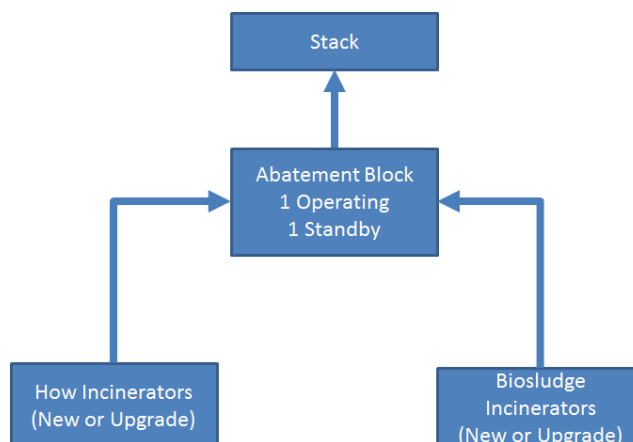 Stack
Abatement Block
1 Operating
1 Standby
How Incinerators
(New or Upgrade)
Biosludge
Incinerators
(New or Upgrade)